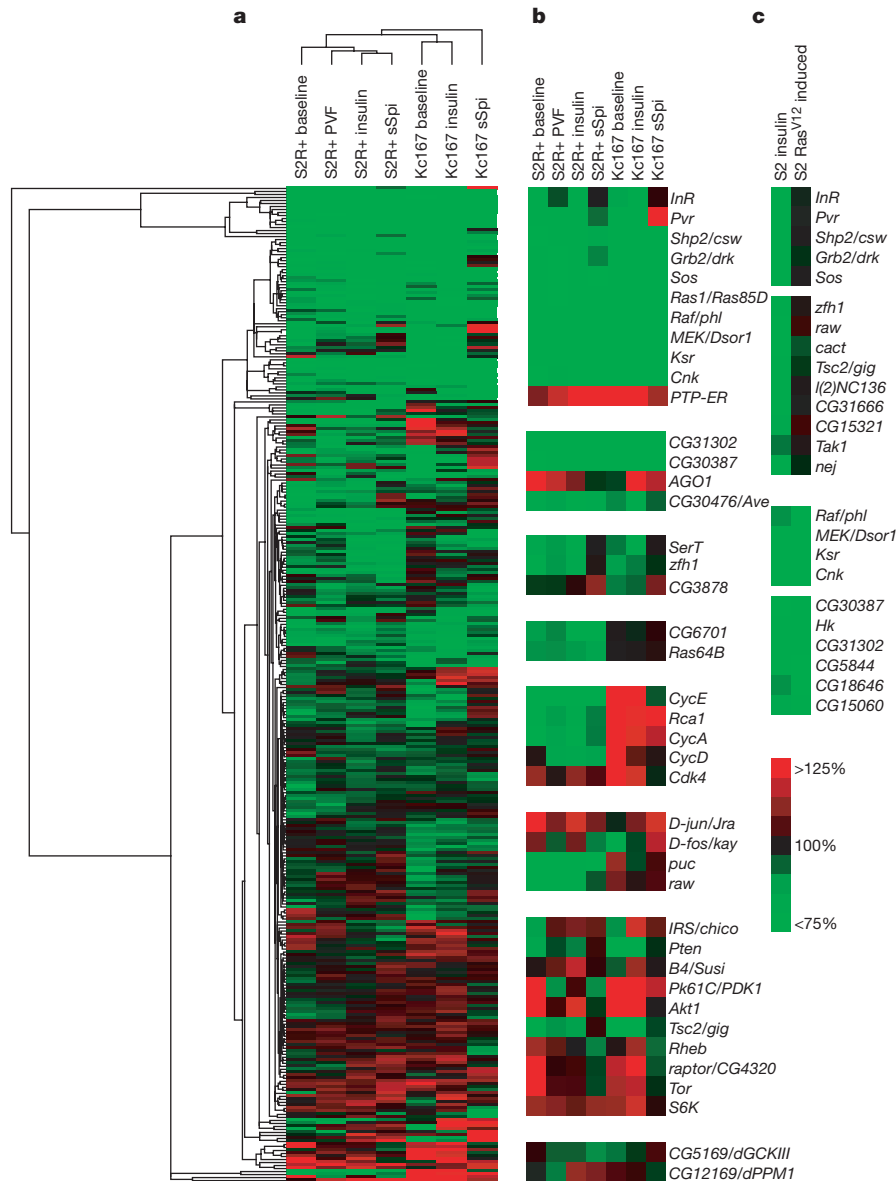 a
b
c
S2R+ baseline
S2R+ PVF
S2R+ insulin
S2R+ sSpi
Kc167 baseline
Kc167 insulin
Kc167 sSpi
S2R+ baseline
S2R+ PVF
S2R+ insulin
S2R+ sSpi
Kc167 baseline
Kc167 insulin
Kc167 sSpi
InR
Pvr
Shp2/csw
Grb2/drk
Sos
Ras1/Ras85D
Raf/phl
MEK/Dsor1
Ksr
Cnk
PTP-ER
CG31302
CG30387
AGO1
CG30476/Ave
SerT
zfh1
CG3878
CG6701
Ras64B
CycE
Rca1
CycA
CycD
Cdk4
D-jun/Jra
D-fos/kay
puc
raw
IRS/chico
Pten
B4/Susi
Pk61C/PDK1
Akt1
Tsc2/gig
Rheb
raptor/CG4320
Tor
S6K
CG5169/dGCKIII
CG12169/dPPM1
S2 insulin
S2 RasV12 induced
InR
Pvr
Shp2/csw
Grb2/drk
Sos
zfh1
raw
cact
Tsc2/gig
l(2)NC136
CG31666
CG15321
Tak1
nej
Raf/phl
MEK/Dsor1
Ksr
Cnk
CG30387
Hk
CG31302
CG5844
CG18646
CG15060
>125%
100%
<75%